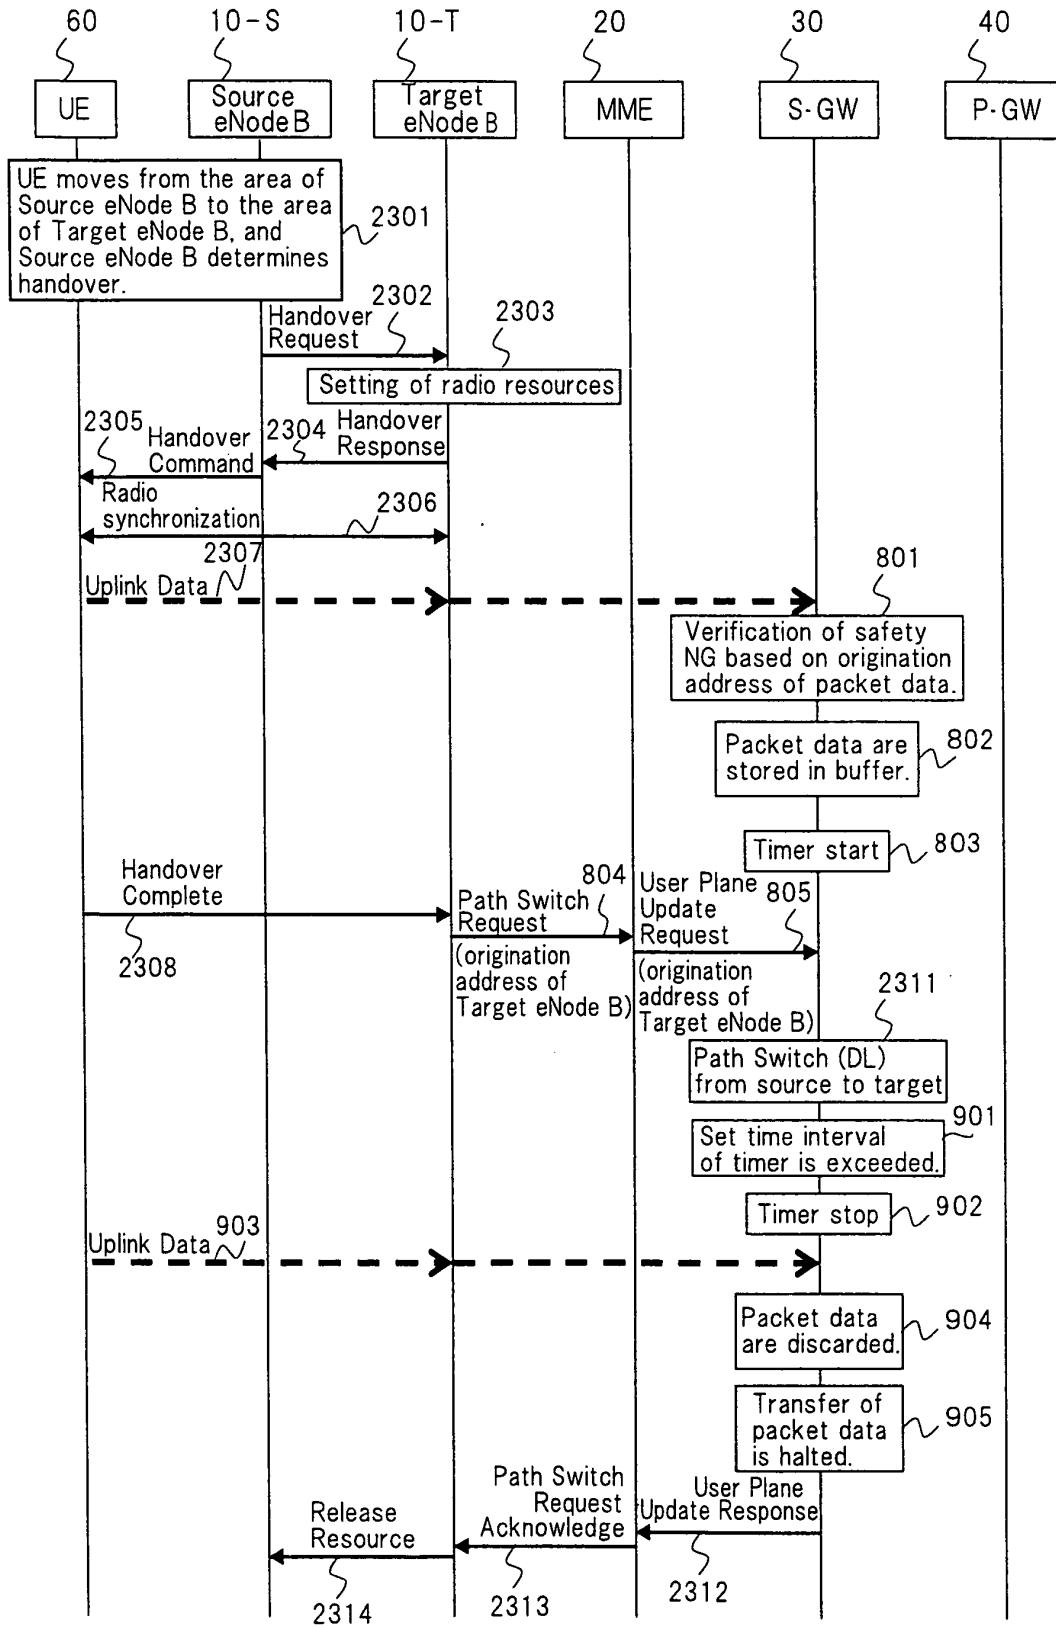 60
10-S
10-T
20
30
40
UE
Source
eNode B
Target
eNode B
MME
S-GW
P-GW
UE moves from the area of
Source eNode B to the area
of Target eNode B, and
Source eNode B determines
handover.
2301
Handover
Request
2302
2303
Setting of radio resources
2305
Handover
Command
2304
Handover
Response
Radio
synchronization
2306
2307
Uplink Data
801
Verification of safety
NG based on origination
address of packet data.
Packet data are
stored in buffer.
802
Timer start
803
Handover
Complete
2308
Path Switch
Request
804
(origination
address of
Target eNode B)
User Plane
Update
Request
805
(origination
address of
Target eNode B)
2311
Path Switch (DL)
from source to target
901
Set time interval
of timer is exceeded.
Timer stop
902
Uplink Data
903
Packet data
are discarded.
904
Transfer of
packet data
is halted.
905
User Plane
Update Response
2312
Path Switch
Request
Acknowledge
2313
Release
Resource
2314